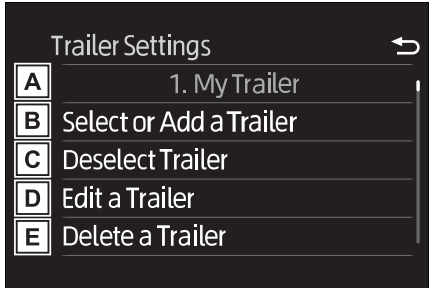 Trailer Settings
A 1. My Trailer
B Select or Add a Trailer
C Deselect Trailer
D Edit a Trailer
E Delete a Trailer